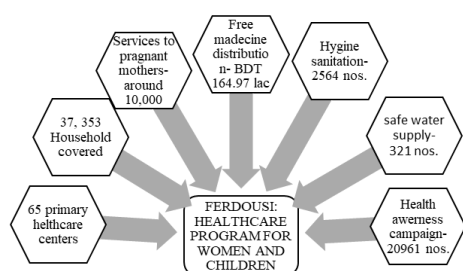 Services to
pragnant
mothers-
around
10,000
Free
madecine
distributio
n- BDT
164.97 lac
Hygine
sanitation-
2564 nos.
37, 353
Household
covered
safe water
supply-
321 nos.
65 primary
helthcare
centers
FERDOUSI:
HEALTHCARE
PROGRAM FOR
WOMEN AND
CHILDREN
Health
awerness
campaign-
20961 nos.